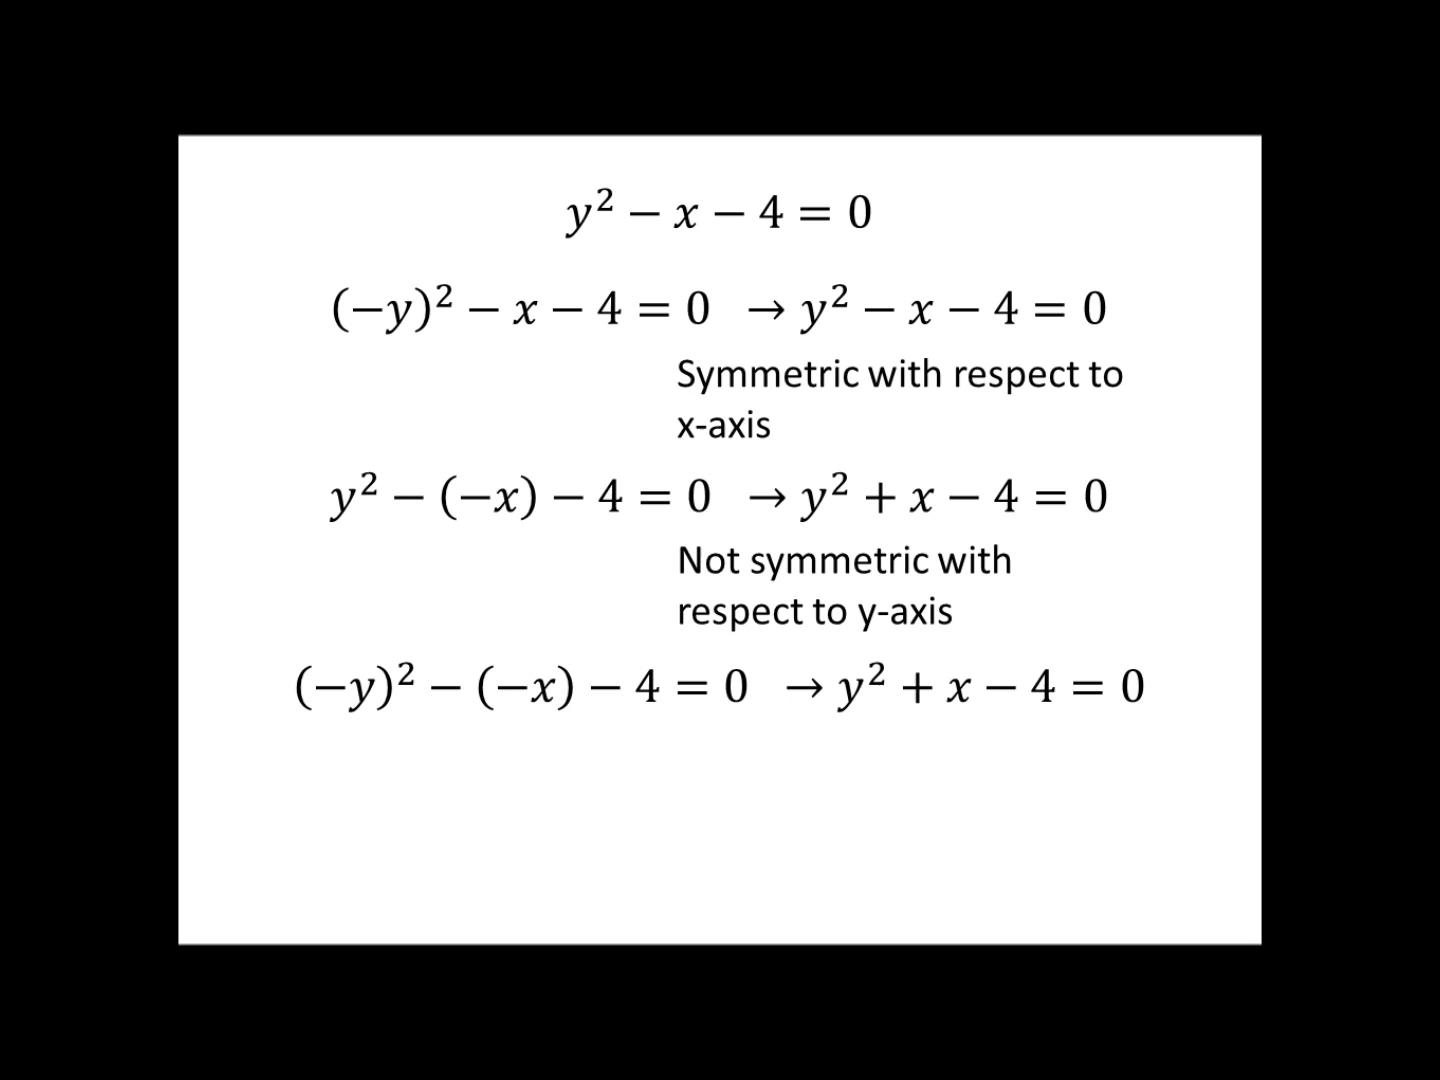 y² − x − 4 = 0
(−y)² − x − 4 = 0 → y² − x − 4 = 0
Symmetric with respect to
x-axis
y² − (−x) − 4 = 0 → y² + x − 4 = 0
Not symmetric with
respect to y-axis
(−y)² − (−x) − 4 = 0 → y² + x − 4 = 0